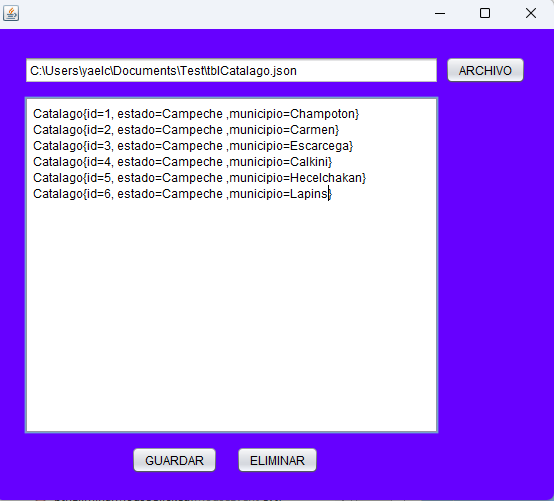 C:\Users\yaelc\Documents\Test\tblCatalago.json
ARCHIVO
Catalago{id=1, estado=Campeche ,municipio=Champoton}
Catalago{id=2, estado=Campeche ,municipio=Carmen}
Catalago{id=3, estado=Campeche ,municipio=Escarcega}
Catalago{id=4, estado=Campeche ,municipio=Calkini}
Catalago{id=5, estado=Campeche ,municipio=Hecelchakan}
Catalago{id=6, estado=Campeche ,municipio=Lapins}
GUARDAR
ELIMINAR